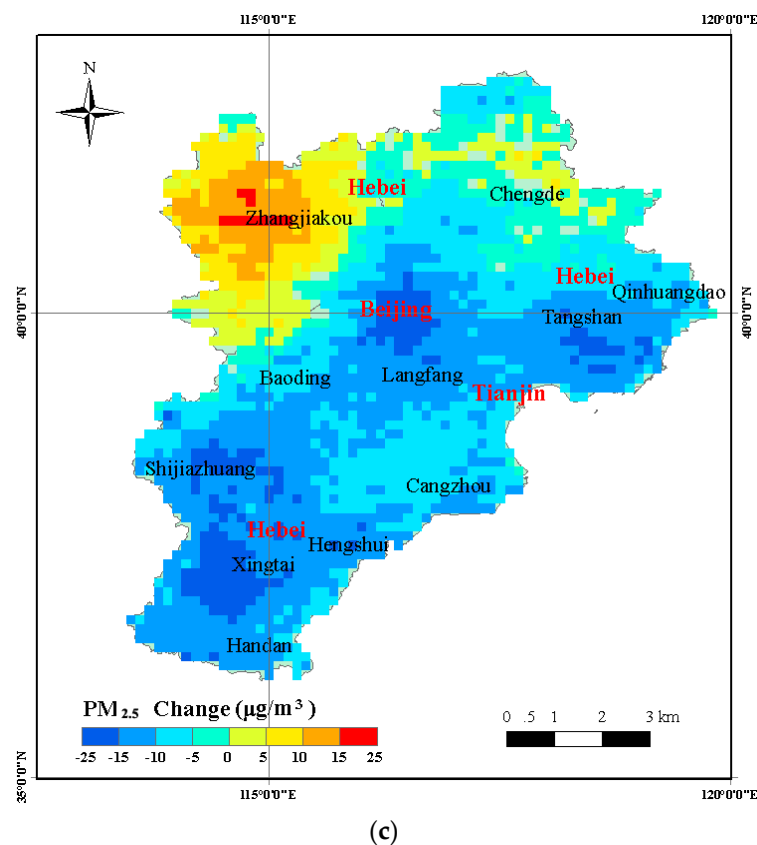 115°0'0"E 120°0'0"E
N
Hebei
Chengde
Zhangjiakou
Hebei
Qinhuangdao
40°0'0"N Beijing Tangshan 40°0'0"N
Baoding Langfang
Tianjin
Shijiazhuang
Cangzhou
Hebei
Hengshui
Xingtai
Handan
PM2.5 Change (μg/m³)
0 .5 1 2 3 km
-25 -15 -10 -5 0 5 10 15 25
35°0'0"N
115°0'0"E 120°0'0"E
(c)